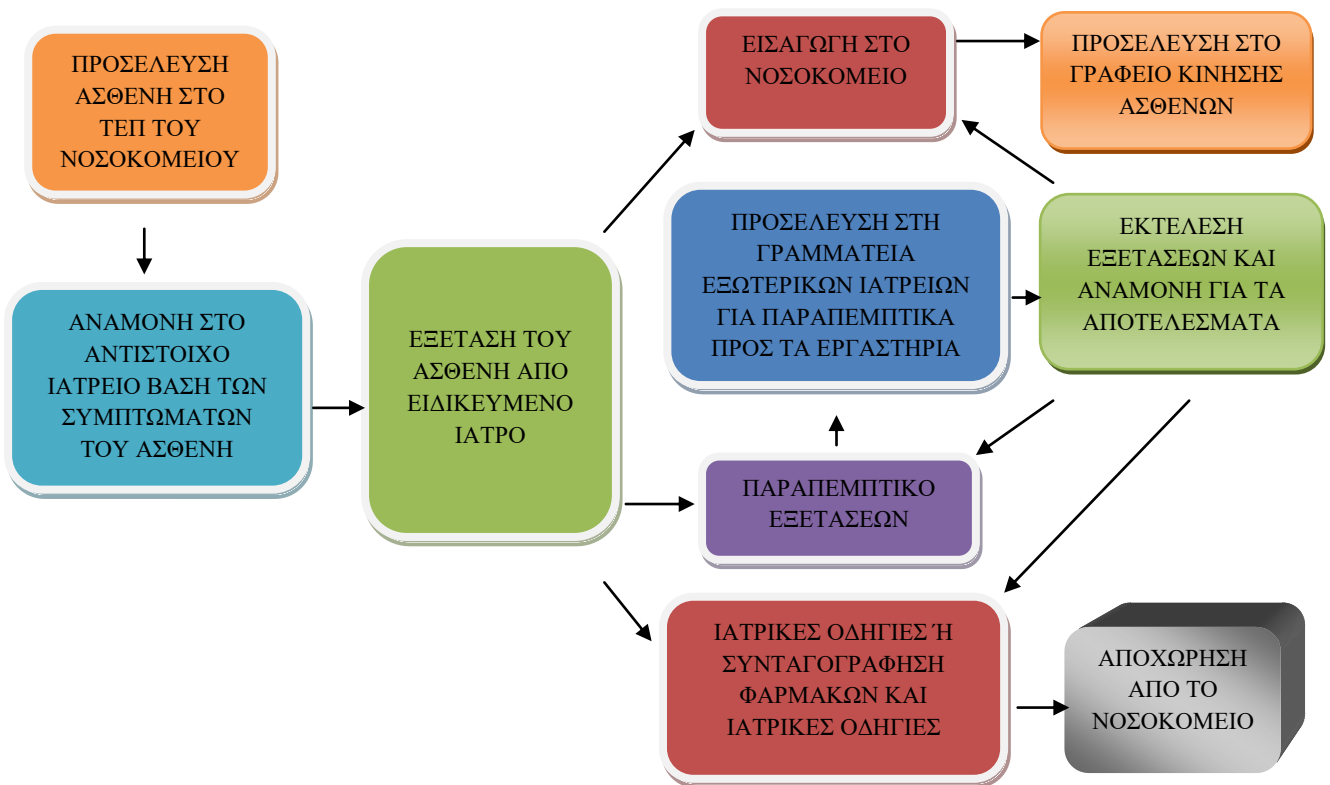 ΠΡΟΣΕΛΕΥΣΗ
ΑΣΘΕΝΗ ΣΤΟ
ΤΕΠ ΤΟΥ
ΝΟΣΟΚΟΜΕΙΟΥ
ΑΝΑΜΟΝΗ ΣΤΟ
ΑΝΤΙΣΤΟΙΧΟ
ΙΑΤΡΕΙΟ ΒΑΣΗ ΤΩΝ
ΣΥΜΠΤΩΜΑΤΩΝ
ΤΟΥ ΑΣΘΕΝΗ
ΕΞΕΤΑΣΗ ΤΟΥ
ΑΣΘΕΝΗ ΑΠΟ
ΕΙΔΙΚΕΥΜΕΝΟ
ΙΑΤΡΟ
ΕΙΣΑΓΩΓΗ ΣΤΟ
ΝΟΣΟΚΟΜΕΙΟ
ΠΡΟΣΕΛΕΥΣΗ ΣΤΟ
ΓΡΑΦΕΙΟ ΚΙΝΗΣΗΣ
ΑΣΘΕΝΩΝ
ΠΡΟΣΕΛΕΥΣΗ ΣΤΗ
ΓΡΑΜΜΑΤΕΙΑ
ΕΞΩΤΕΡΙΚΩΝ ΙΑΤΡΕΙΩΝ
ΓΙΑ ΠΑΡΑΠΕΜΠΤΙΚΑ
ΠΡΟΣ ΤΑ ΕΡΓΑΣΤΗΡΙΑ
ΕΚΤΕΛΕΣΗ
ΕΞΕΤΑΣΕΩΝ ΚΑΙ
ΑΝΑΜΟΝΗ ΓΙΑ ΤΑ
ΑΠΟΤΕΛΕΣΜΑΤΑ
ΠΑΡΑΠΕΜΠΤΙΚΟ
ΕΞΕΤΑΣΕΩΝ
ΙΑΤΡΙΚΕΣ ΟΔΗΓΙΕΣ Ή
ΣΥΝΤΑΓΟΓΡΑΦΗΣΗ
ΦΑΡΜΑΚΩΝ ΚΑΙ
ΙΑΤΡΙΚΕΣ ΟΔΗΓΙΕΣ
ΑΠΟΧΩΡΗΣΗ
ΑΠΟ ΤΟ
ΝΟΣΟΚΟΜΕΙΟ